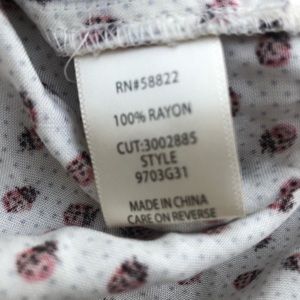 RN#58822
100% RAYON
CUT:3002885
STYLE
9703G31
MADE IN CHINA
CARE ON REVERSE